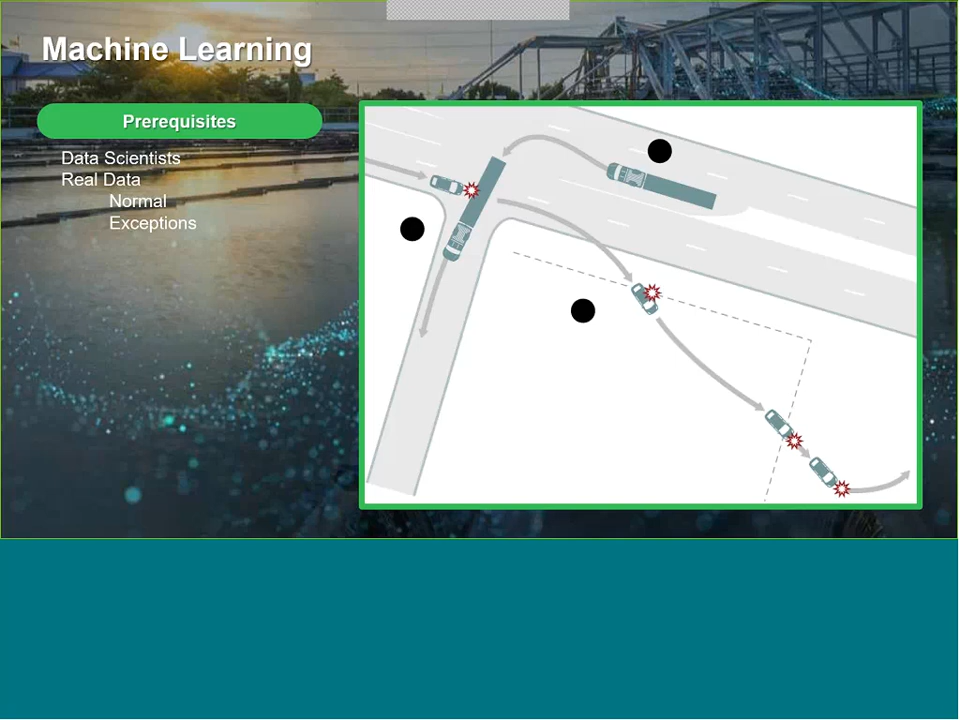 Machine Learning
Prerequisites
Data Scientists
Real Data
Normal
Exceptions